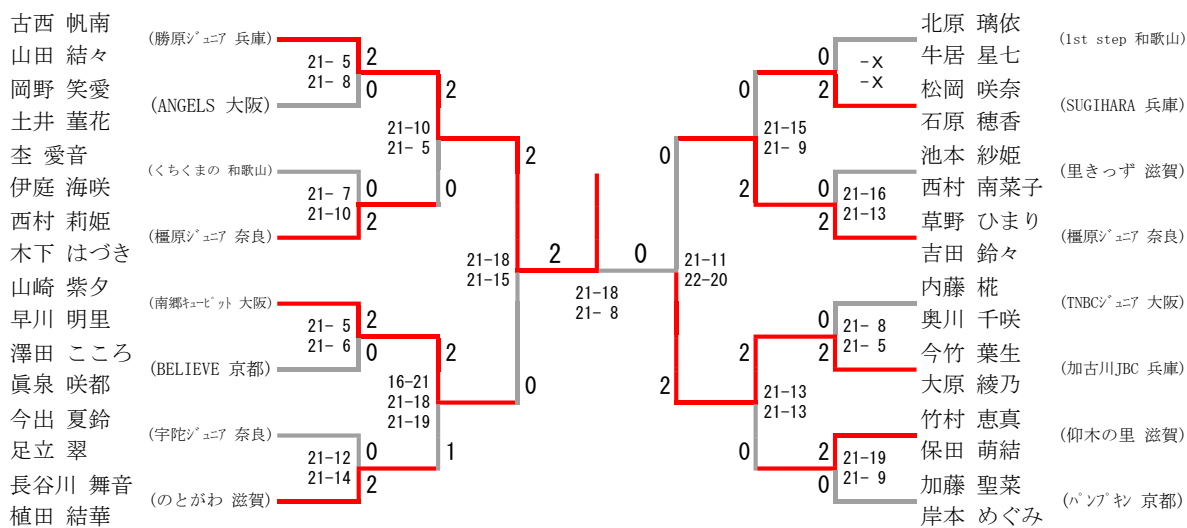 古西 帆南
(勝原ジュニア 兵庫)
山田 結々
岡野 笑愛
(ANGELS 大阪)
土井 菫花
杢 愛音
(くちくまの 和歌山)
伊庭 海咲
西村 莉姫
(橿原ジュニア 奈良)
木下 はづき
山崎 紫夕
(南郷キューピット 大阪)
早川 明里
澤田 こころ
(BELIEVE 京都)
眞泉 咲都
今出 夏鈴
(宇陀ジュニア 奈良)
足立 翠
長谷川 舞音
(のとがわ 滋賀)
植田 結華
21- 5
21- 8
2
0
21- 7
21-10
0
2
21- 5
21- 6
2
0
21-12
21-14
0
2
21-10
21- 5
2
0
16-21
21-18
21-19
2
1
21-18
21-15
2
0
2
0
21-18
21- 8
21-11
22-20
0
2
21-15
21- 9
0
2
21-13
21-13
2
0
-X
-X
0
2
21-16
21-13
0
2
21- 8
21- 5
0
2
21-19
21- 9
2
0
北原 璃依
(1st step 和歌山)
牛居 星七
松岡 咲奈
(SUGIHARA 兵庫)
石原 穂香
池本 紗姫
(里きっず 滋賀)
西村 南菜子
草野 ひまり
(橿原ジュニア 奈良)
吉田 鈴々
内藤 椛
(TNBCジュニア 大阪)
奥川 千咲
今竹 葉生
(加古川JBC 兵庫)
大原 綾乃
竹村 恵真
(仰木の里 滋賀)
保田 萌結
加藤 聖菜
(パンプキン 京都)
岸本 めぐみ